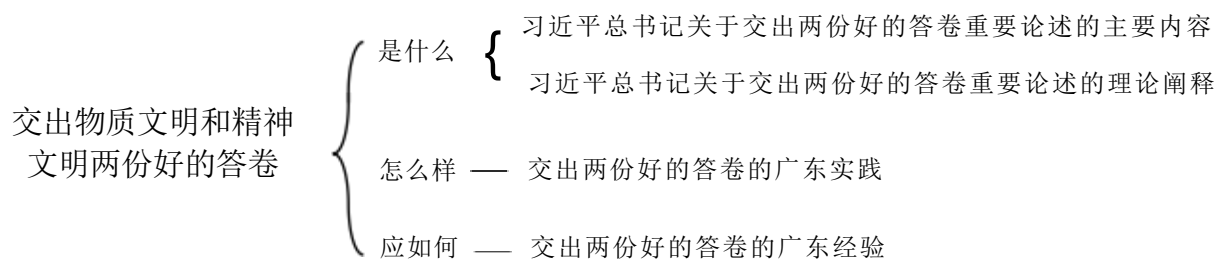 习近平总书记关于交出两份好的答卷重要论述的主要内容
是什么
习近平总书记关于交出两份好的答卷重要论述的理论阐释
交出物质文明和精神
文明两份好的答卷
怎么样 — 交出两份好的答卷的广东实践
应如何 — 交出两份好的答卷的广东经验